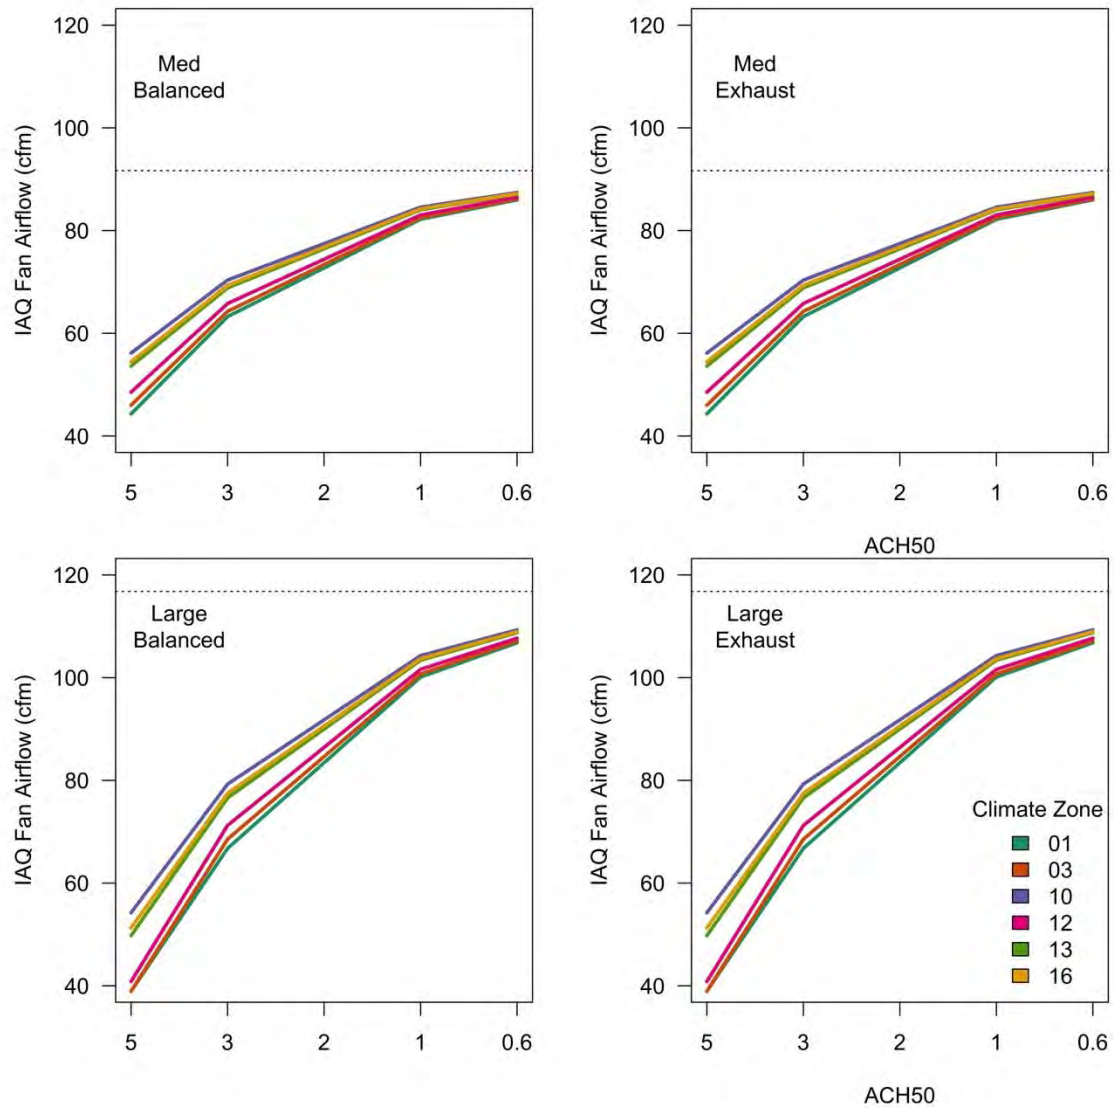 Med
Balanced
IAQ Fan Airflow (cfm)
120
100
80
60
40
5 3 2 1 0.6
Med
Exhaust
IAQ Fan Airflow (cfm)
120
100
80
60
40
5 3 2 1 0.6
ACH50
Large
Balanced
IAQ Fan Airflow (cfm)
120
100
80
60
40
5 3 2 1 0.6
Large
Exhaust
IAQ Fan Airflow (cfm)
120
100
80
60
40
5 3 2 1 0.6
ACH50
Climate Zone
01
03
10
12
13
16